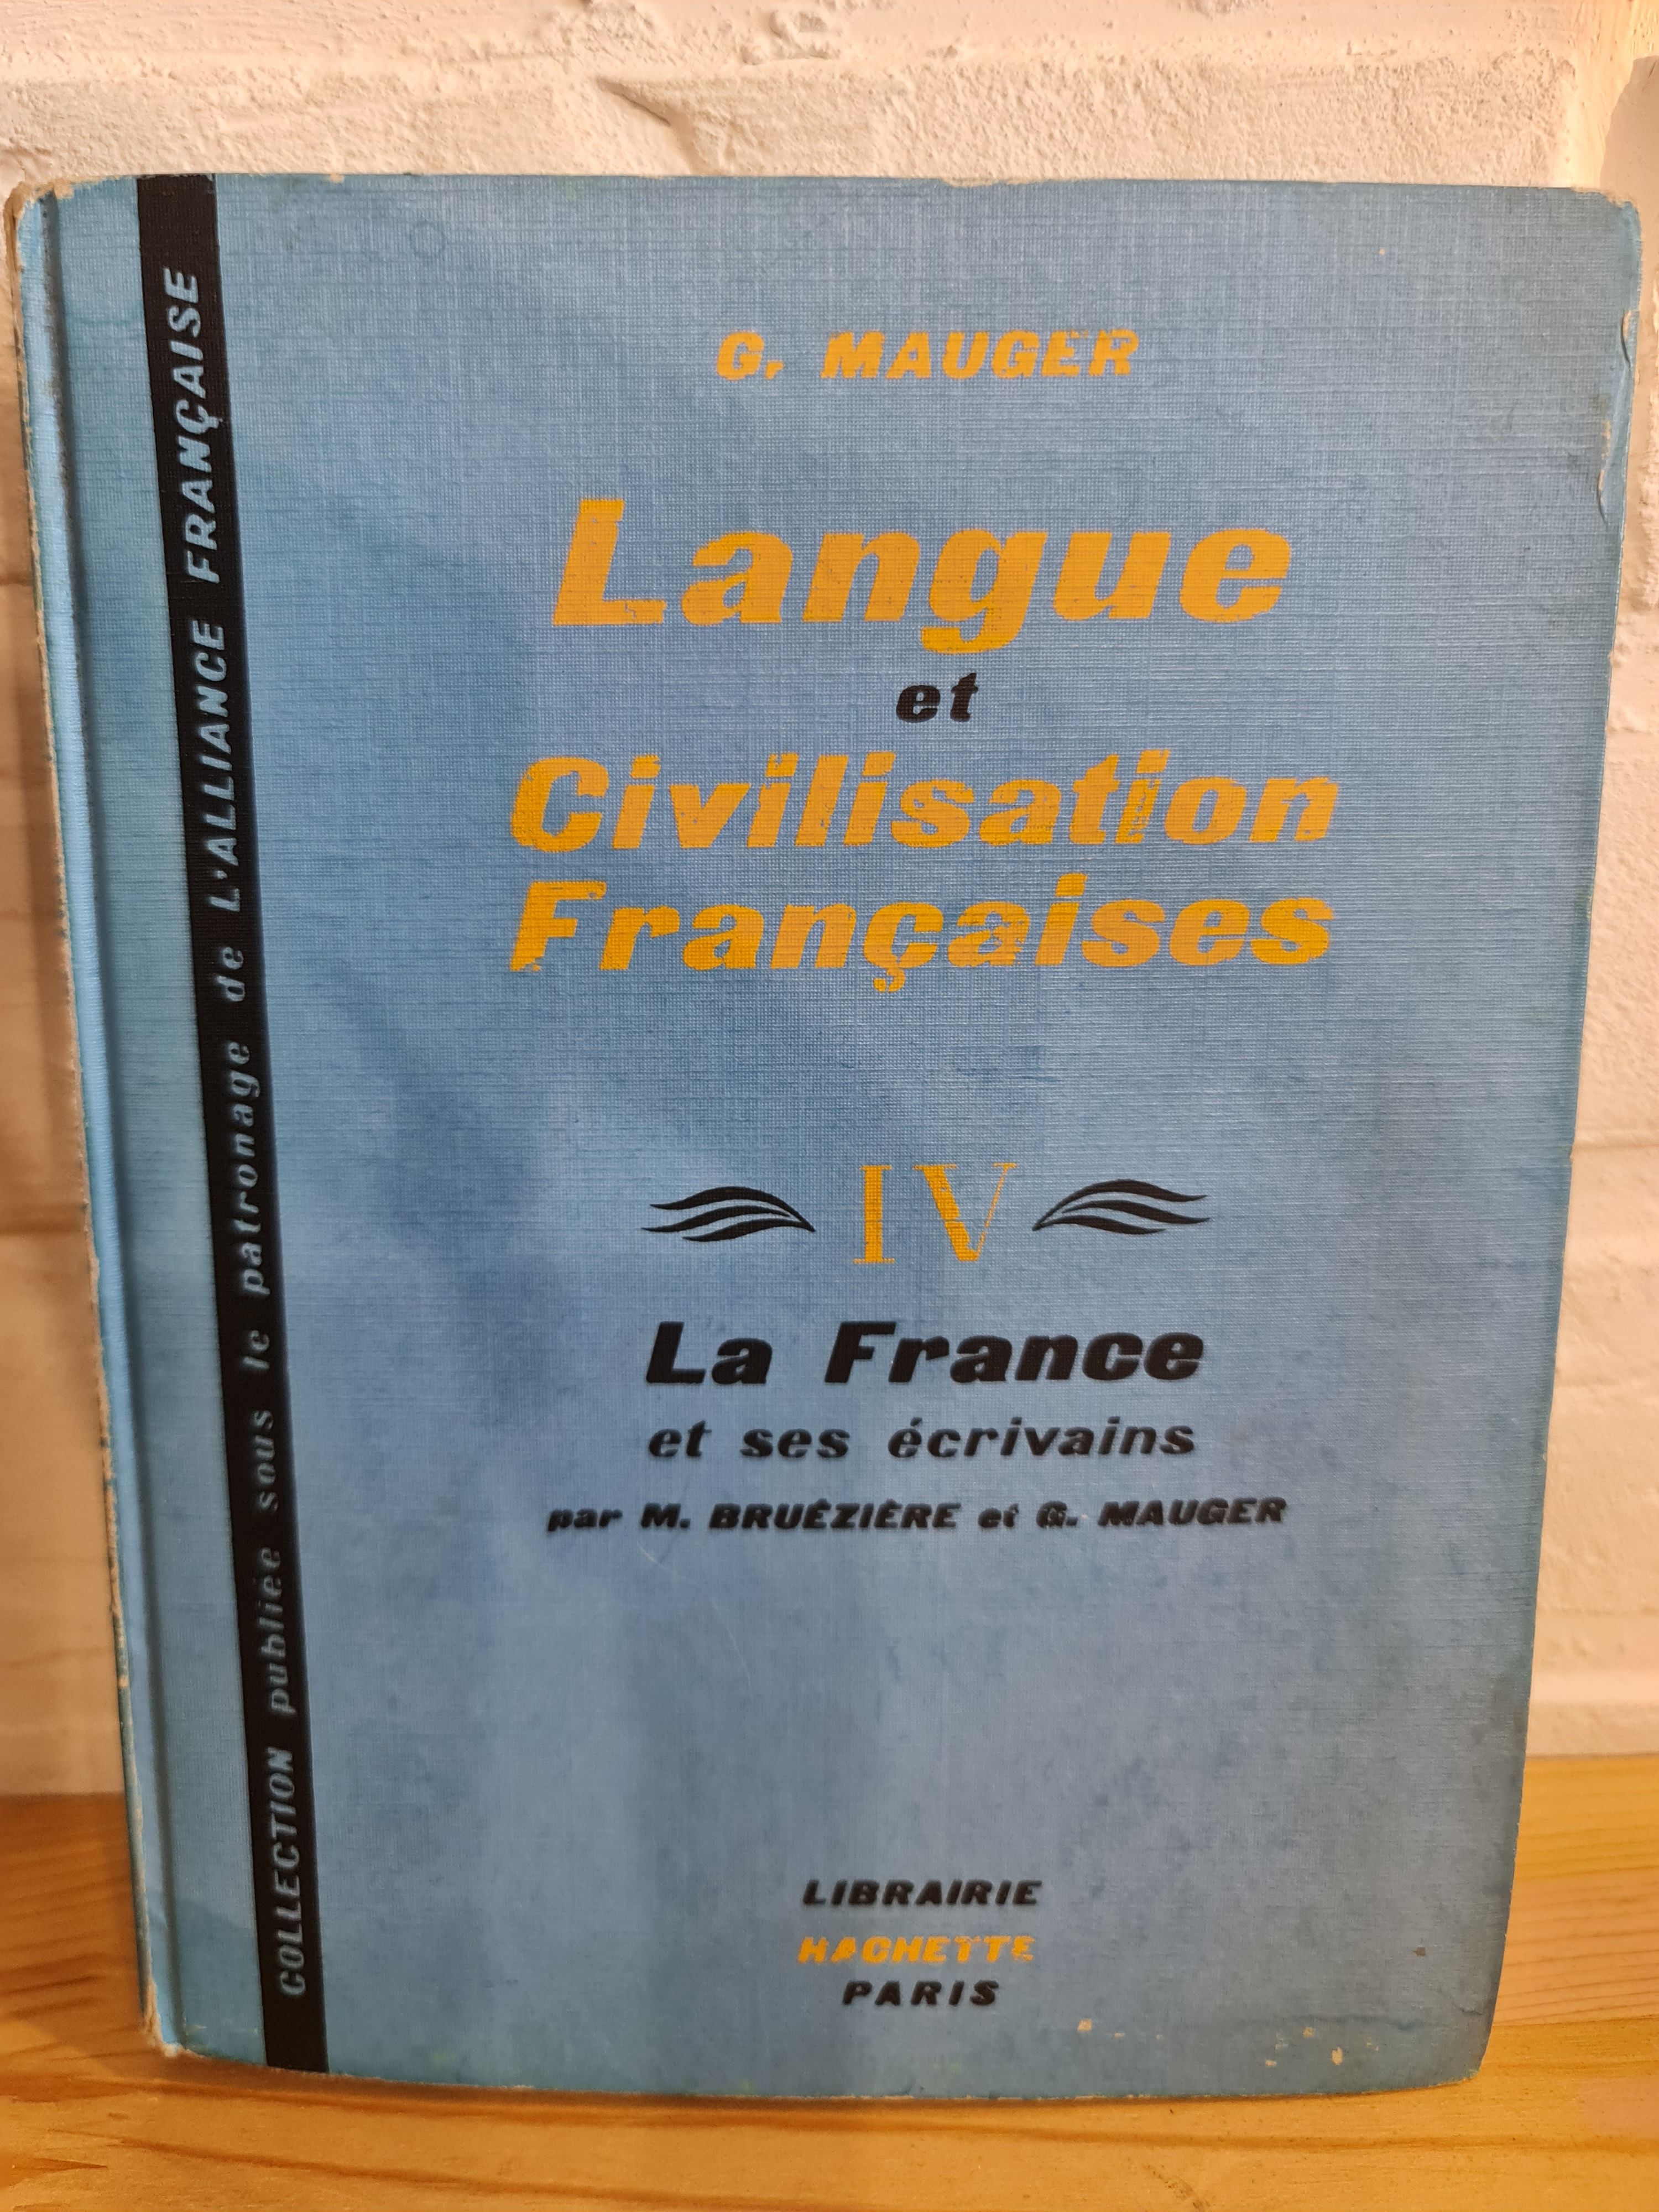 COLLECTION publiée sous le patronage de L'ALLIANCE FRANÇAISE
G. MAUGER
Langue
et
Civilisation
Françaises
IV
La France
et ses écrivains
par M. BRUÉZIÈRE et G. MAUGER
LIBRAIRIE
HACHETTE
PARIS